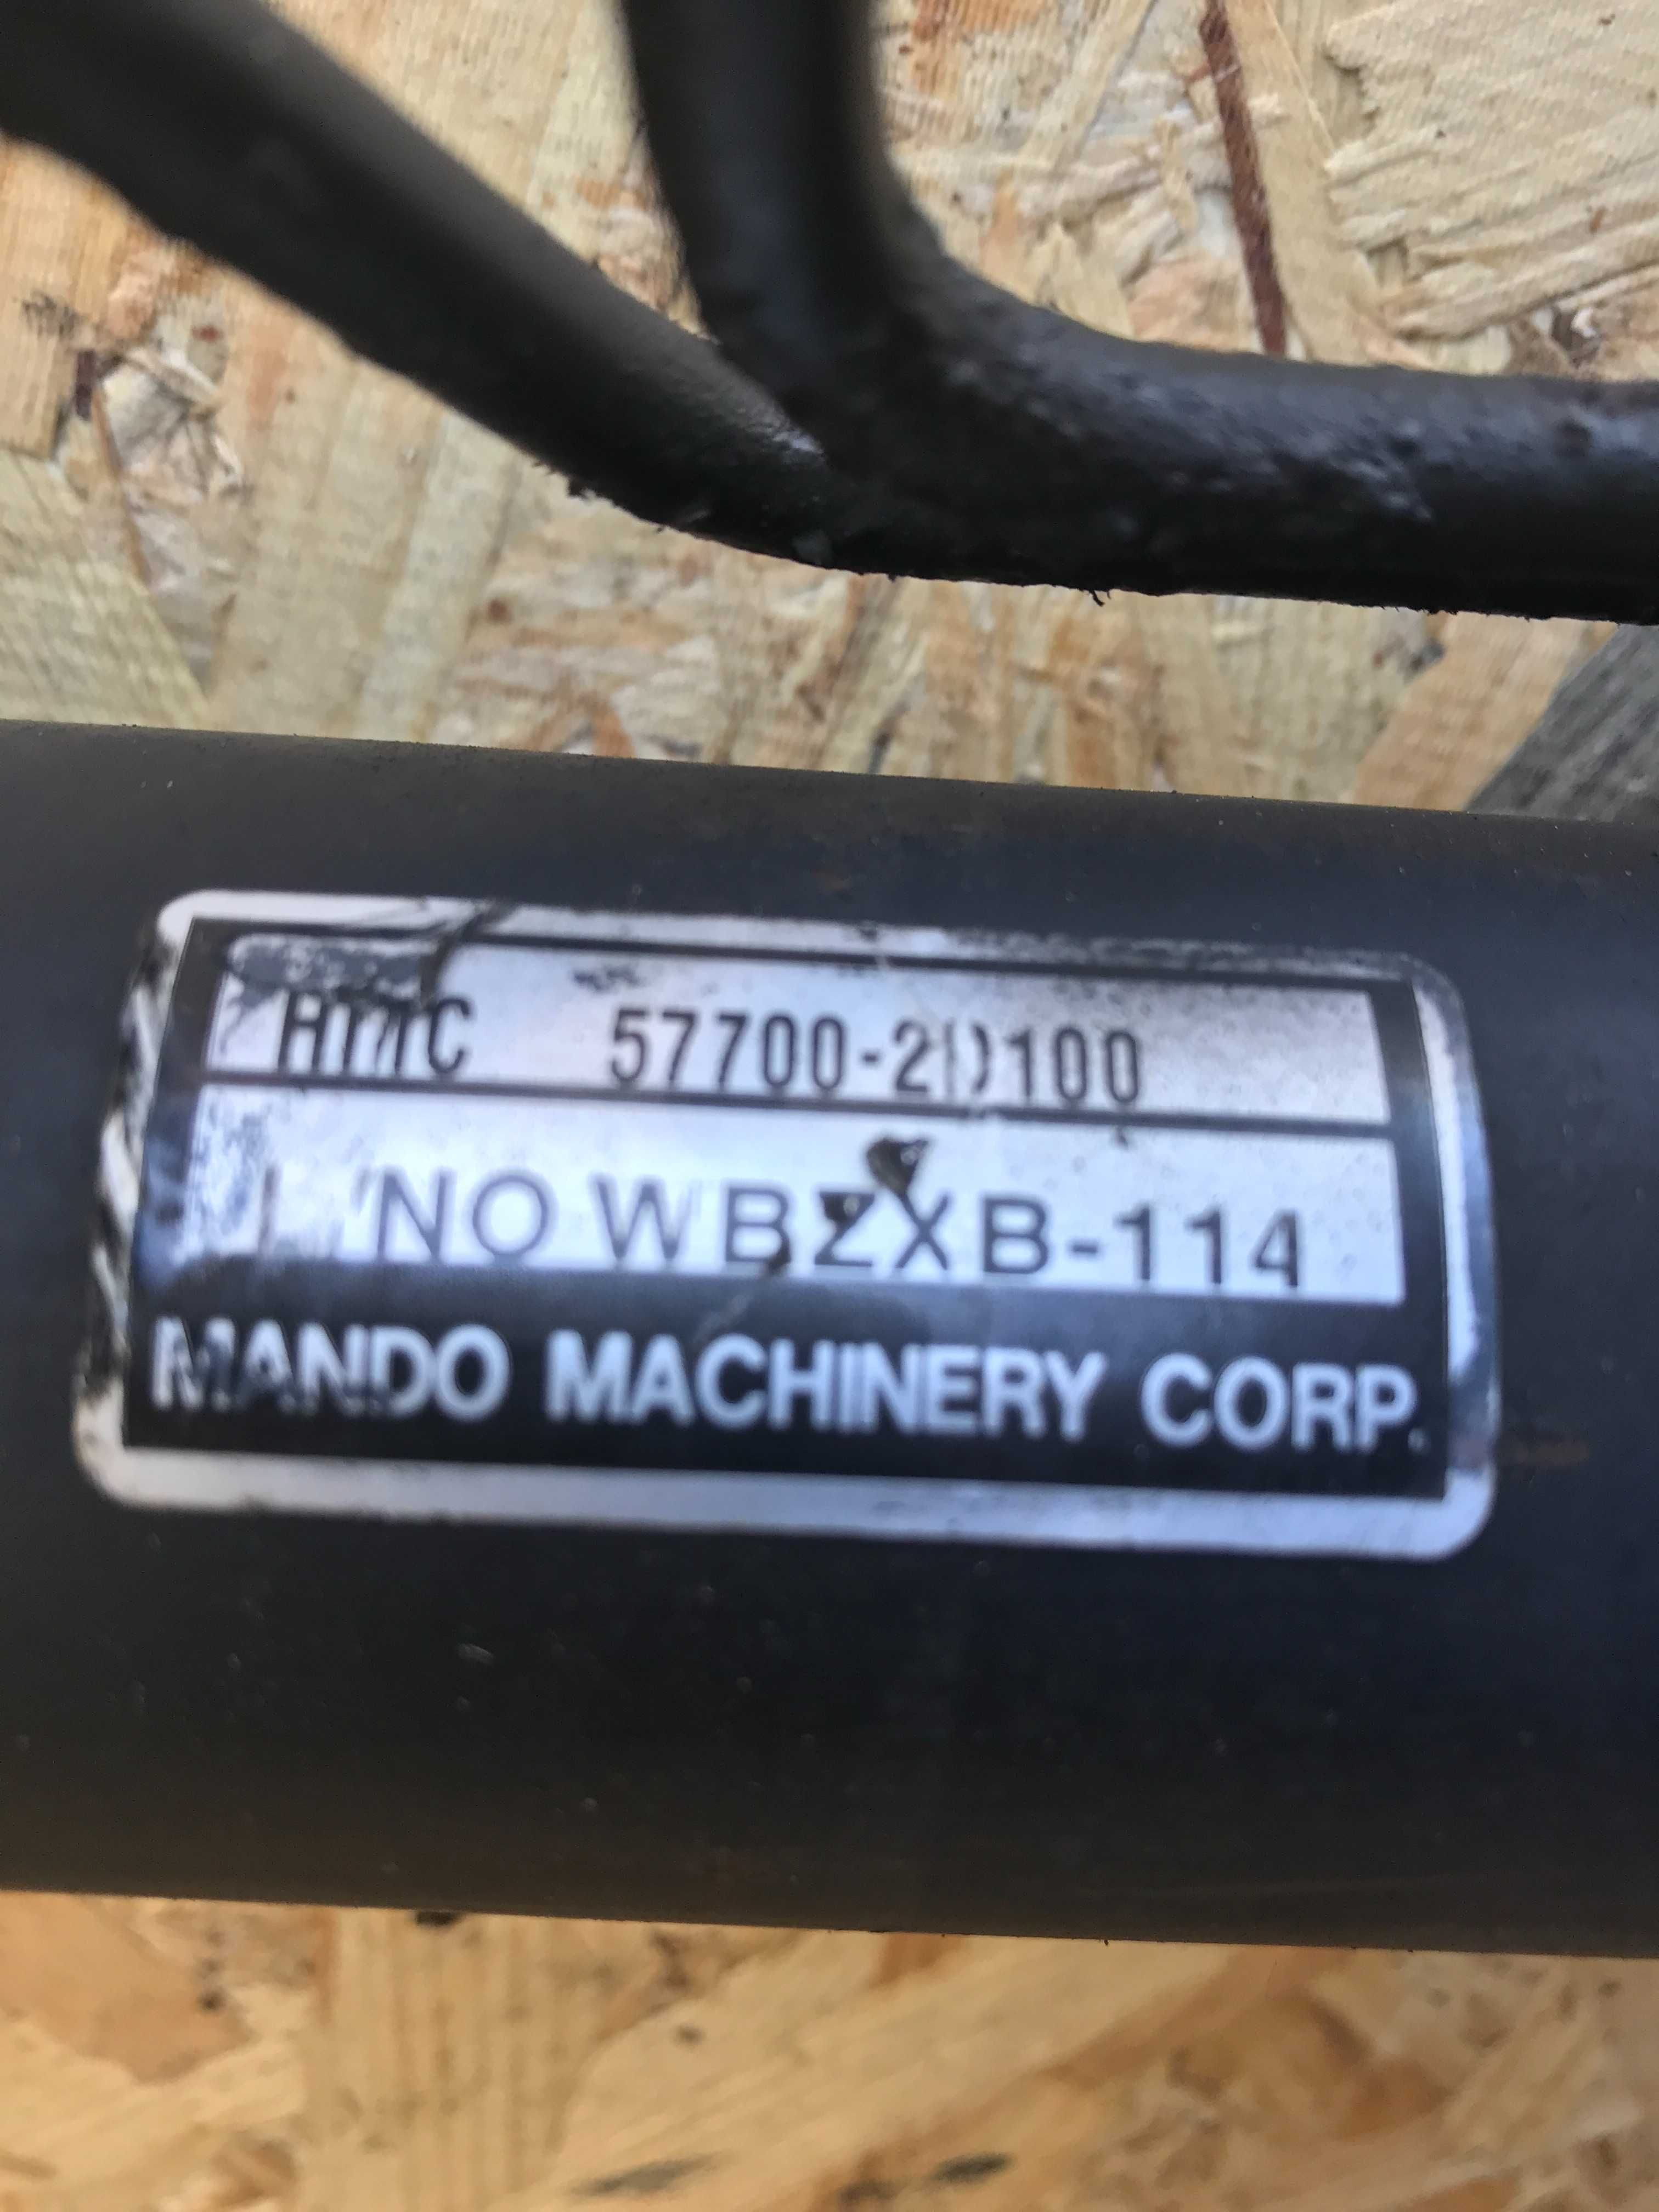 HMC 57700-2D100
NO WBZXB-114
MANDO MACHINERY CORP.